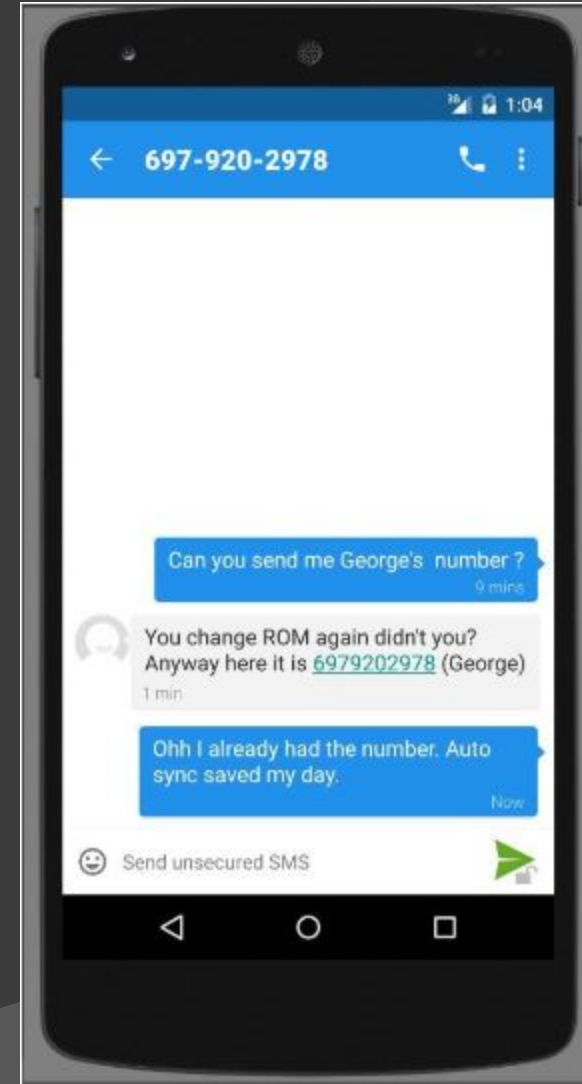 1:04
697-920-2978
Can you send me George's  number ?
9 mins
You change ROM again didn't you?
Anyway here it is 6979202978 (George)
1 min
Ohh I already had the number. Auto
sync saved my day.
Now
Send unsecured SMS